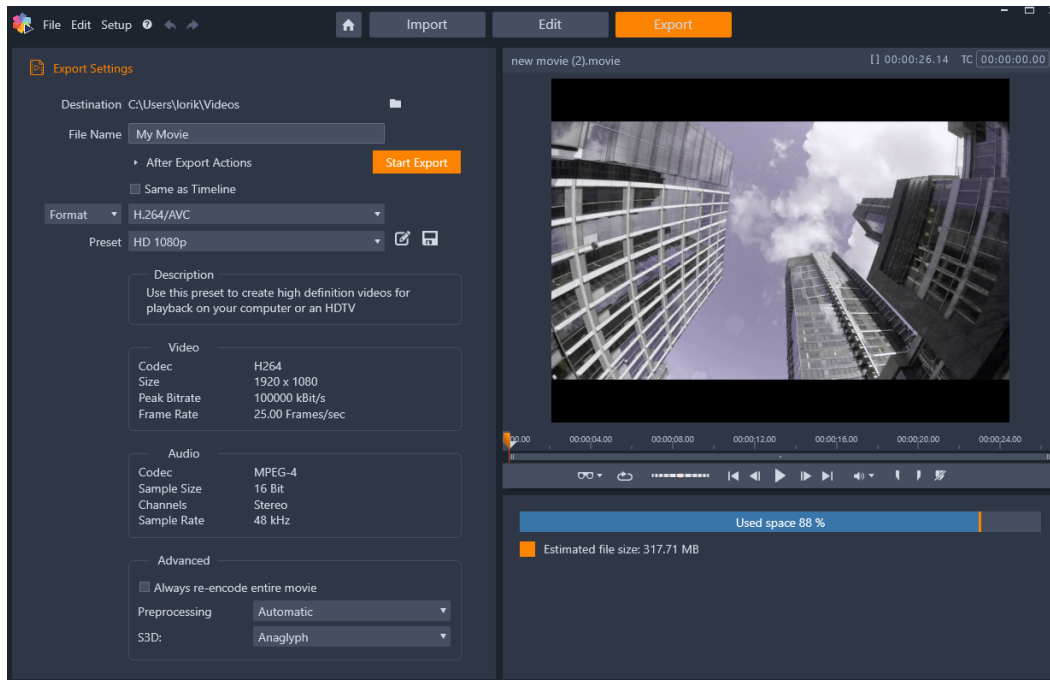 File Edit Setup ?
Import
Edit
Export
Export Settings
Destination C:\Users\lorik\Videos
File Name My Movie
After Export Actions
Start Export
Same as Timeline
Format H.264/AVC
Preset HD 1080p
Description
Use this preset to create high definition videos for
playback on your computer or an HDTV
Video
Codec H264
Size 1920 x 1080
Peak Bitrate 100000 kBit/s
Frame Rate 25.00 Frames/sec
Audio
Codec MPEG-4
Sample Size 16 Bit
Channels Stereo
Sample Rate 48 kHz
Advanced
Always re-encode entire movie
Preprocessing Automatic
S3D: Anaglyph
new movie (2).movie [] 00:00:26.14 TC 00:00:00.00
00.00 00:00:04.00 00:00:08.00 00:00:12.00 00:00:16.00 00:00:20.00 00:00:24.00
Used space 88 %
Estimated file size: 317.71 MB